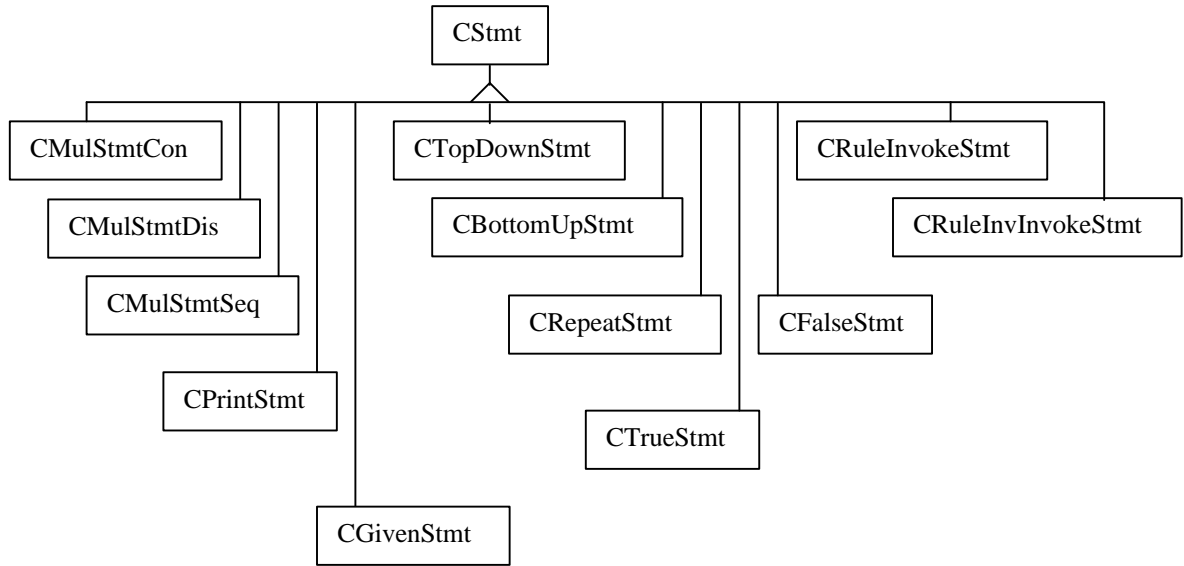 CStmt
CMulStmtCon
CTopDownStmt
CRuleInvokeStmt
CMulStmtDis
CBottomUpStmt
CRuleInvInvokeStmt
CMulStmtSeq
CRepeatStmt
CFalseStmt
CPrintStmt
CTrueStmt
CGivenStmt